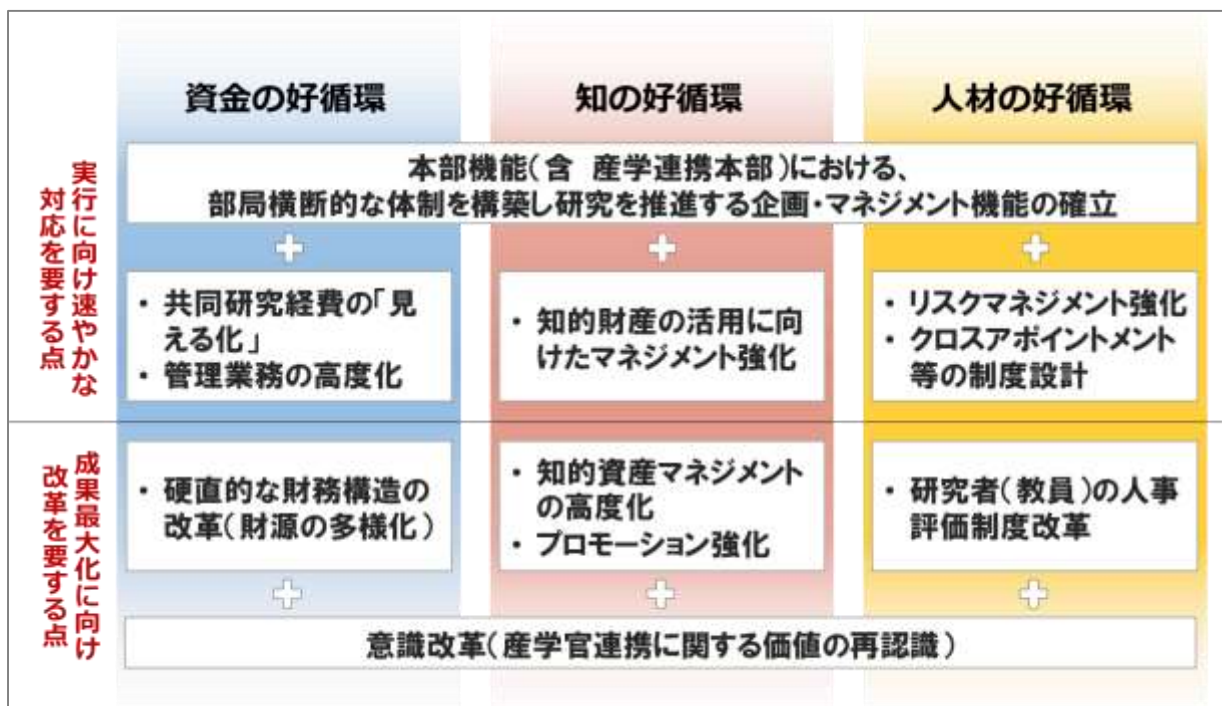 資金の好循環
知の好循環
人材の好循環
実行に向け速やかな
対応を要する点
本部機能(含 産学連携本部)における、
部局横断的な体制を構築し研究を推進する企画・マネジメント機能の確立
・ 共同研究経費の「見
える化」
・ 管理業務の高度化
・ 知的財産の活用に向
けたマネジメント強化
・ リスクマネジメント強化
・ クロスアポイントメント
等の制度設計
成果最大化に向け
改革を要する点
・ 硬直的な財務構造の
改革(財源の多様化)
・ 知的資産マネジメント
の高度化
・ プロモーション強化
・ 研究者(教員)の人事
評価制度改革
意識改革(産学官連携に関する価値の再認識)